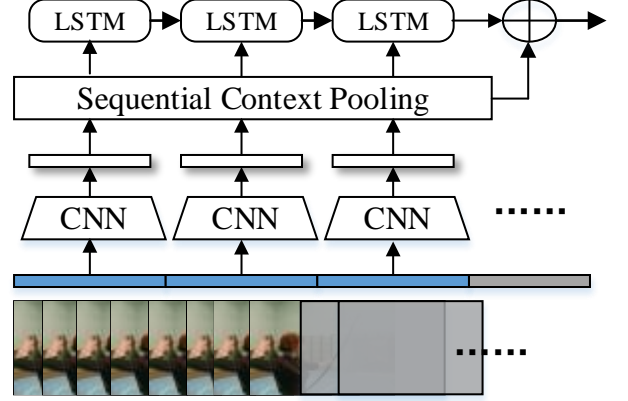 LSTM LSTM LSTM
Sequential Context Pooling
CNN CNN CNN
......
......